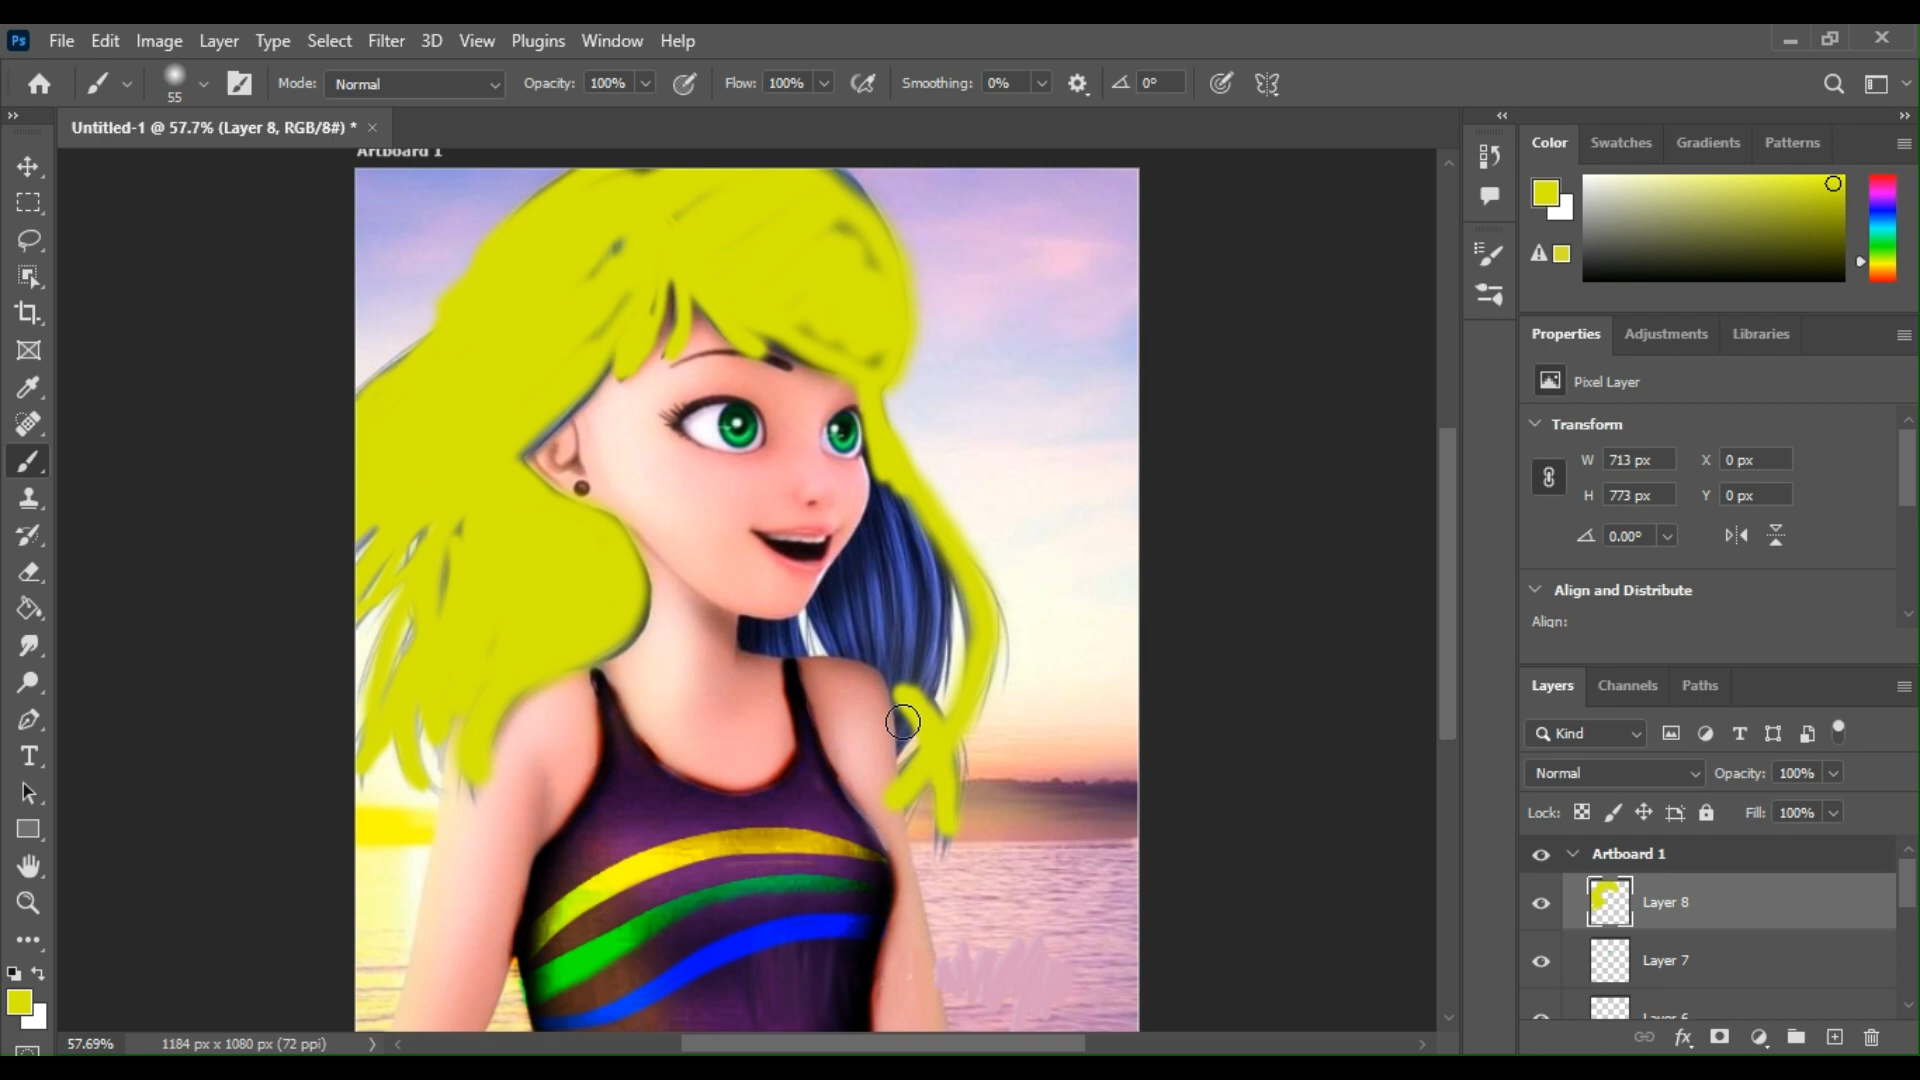 Ps File Edit Image Layer Type Select Filter 3D View Plugins Window Help
55 Mode: Normal Opacity: 100% Flow: 100% Smoothing: 0% 0°
Untitled-1 @ 57.7% (Layer 8, RGB/8#) *
Artboard 1
Color Swatches Gradients Patterns
Properties Adjustments Libraries
Pixel Layer
Transform
W 713 px X 0 px
H 773 px Y 0 px
0.00°
Align and Distribute
Align:
Layers Channels Paths
Kind
Normal Opacity: 100%
Lock: Fill: 100%
Artboard 1
Layer 8
Layer 7
Layer 6
57.69% 1184 px x 1080 px (72 ppi)